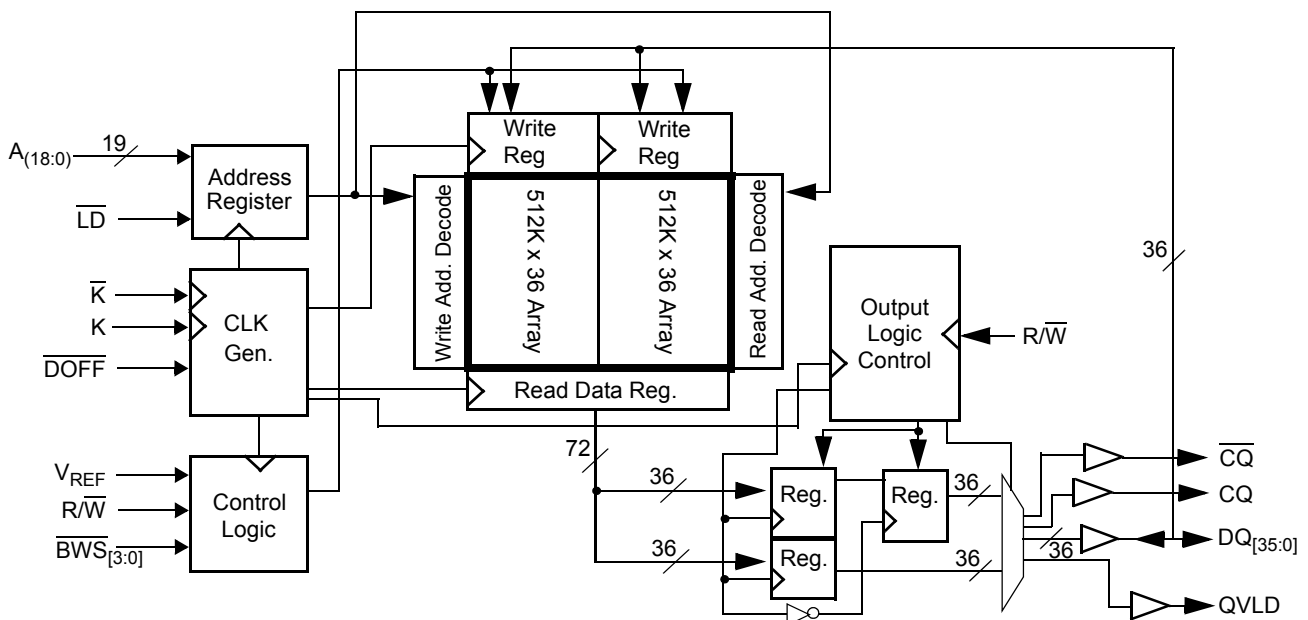 A(18:0)
19
LD
Address
Register
K
K
DOFF
CLK
Gen.
VREF
R/W
BWS[3:0]
Control
Logic
Write
Reg
Write
Reg
Write Add. Decode
512K x 36 Array
512K x 36 Array
Read Add. Decode
Read Data Reg.
72
36
36
Output
Logic
Control
R/W
36
Reg.
Reg.
Reg.
36
36
36
36
CQ
CQ
DQ[35:0]
QVLD